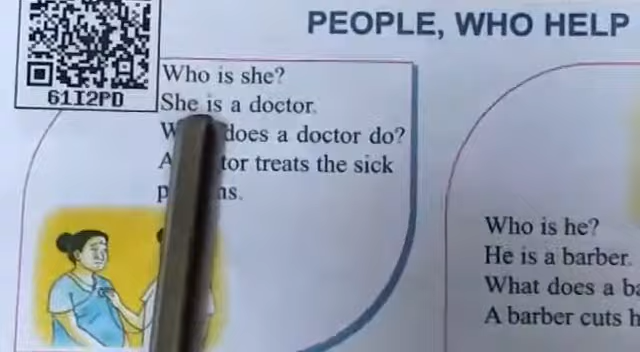 PEOPLE, WHO HELP
61I2PD
Who is she?
She is a doctor.
does a doctor do?
treats the sick
Who is he?
He is a barber.
What does a
A barber cuts